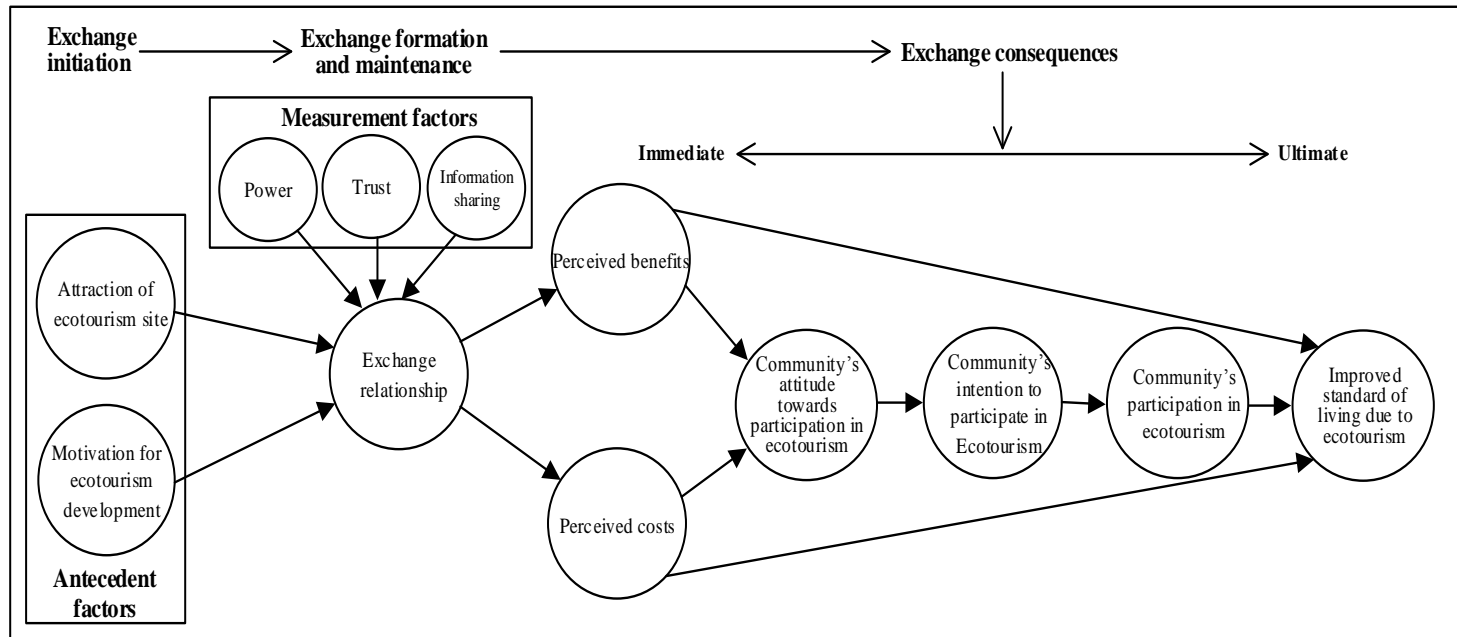 Exchange
initiation
Exchange formation
and maintenance
Exchange consequences
Measurement factors
Immediate
Ultimate
Power
Trust
Information
sharing
Attraction of
ecotourism site
Motivation for
ecotourism
development
Antecedent
factors
Exchange
relationship
Perceived benefits
Perceived costs
Community's
attitude
towards
participation in
ecotourism
Community's
intention to
participate in
Ecotourism
Community's
participation in
ecotourism
Improved
standard of
living due to
ecotourism